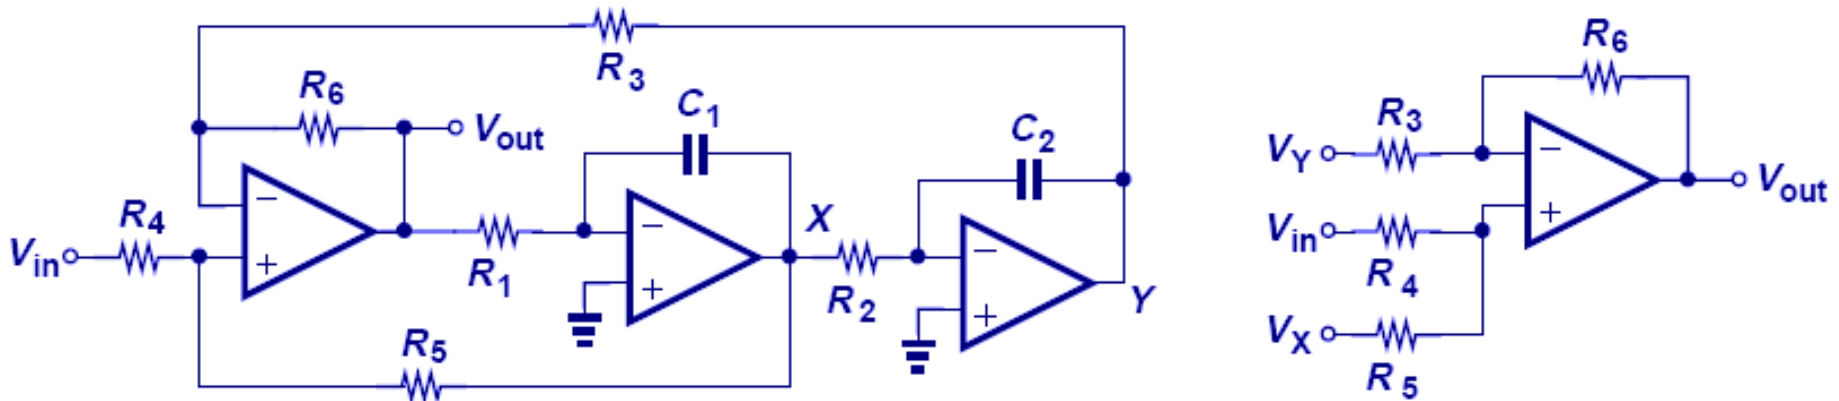 R3
R6
C1
Vout
C2
R4
Vin
−
+
R1
−
+
X
R2
−
+
Y
R5
R6
R3
VY
−
Vout
Vin
+
R4
VX
R5